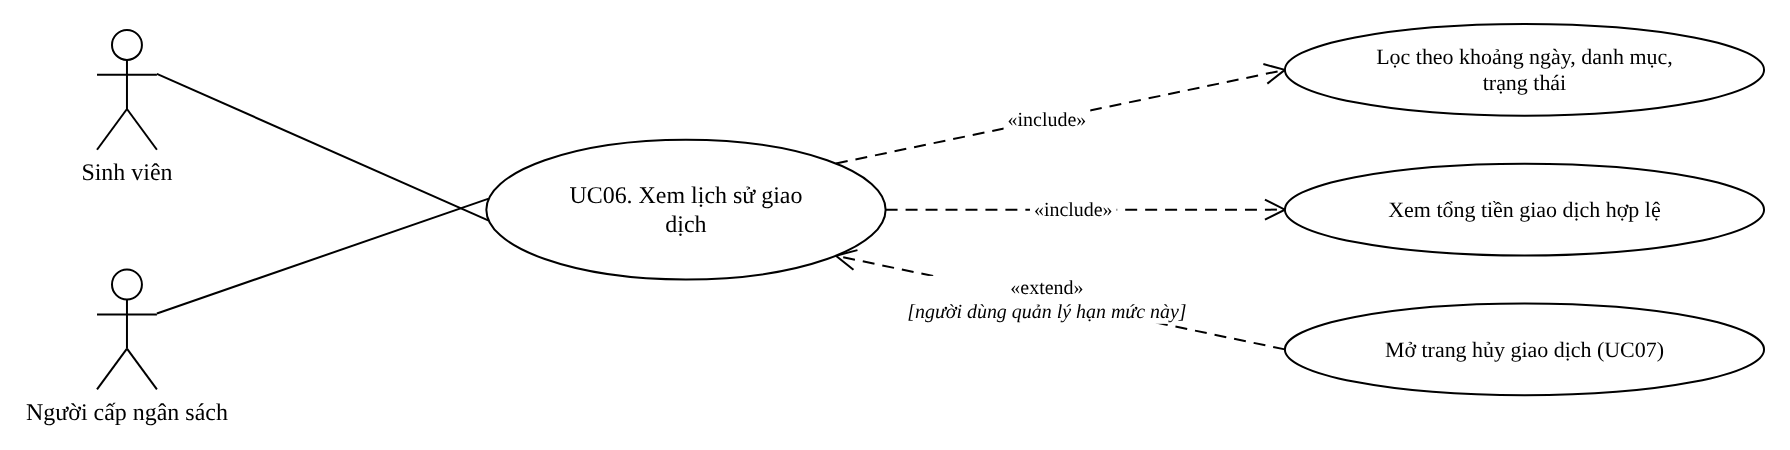 Sinh viên
Người cấp ngân sách
UC06. Xem lịch sử giao
dịch
«include»
«include»
«extend»
[người dùng quản lý hạn mức này]
Lọc theo khoảng ngày, danh mục,
trạng thái
Xem tổng tiền giao dịch hợp lệ
Mở trang hủy giao dịch (UC07)